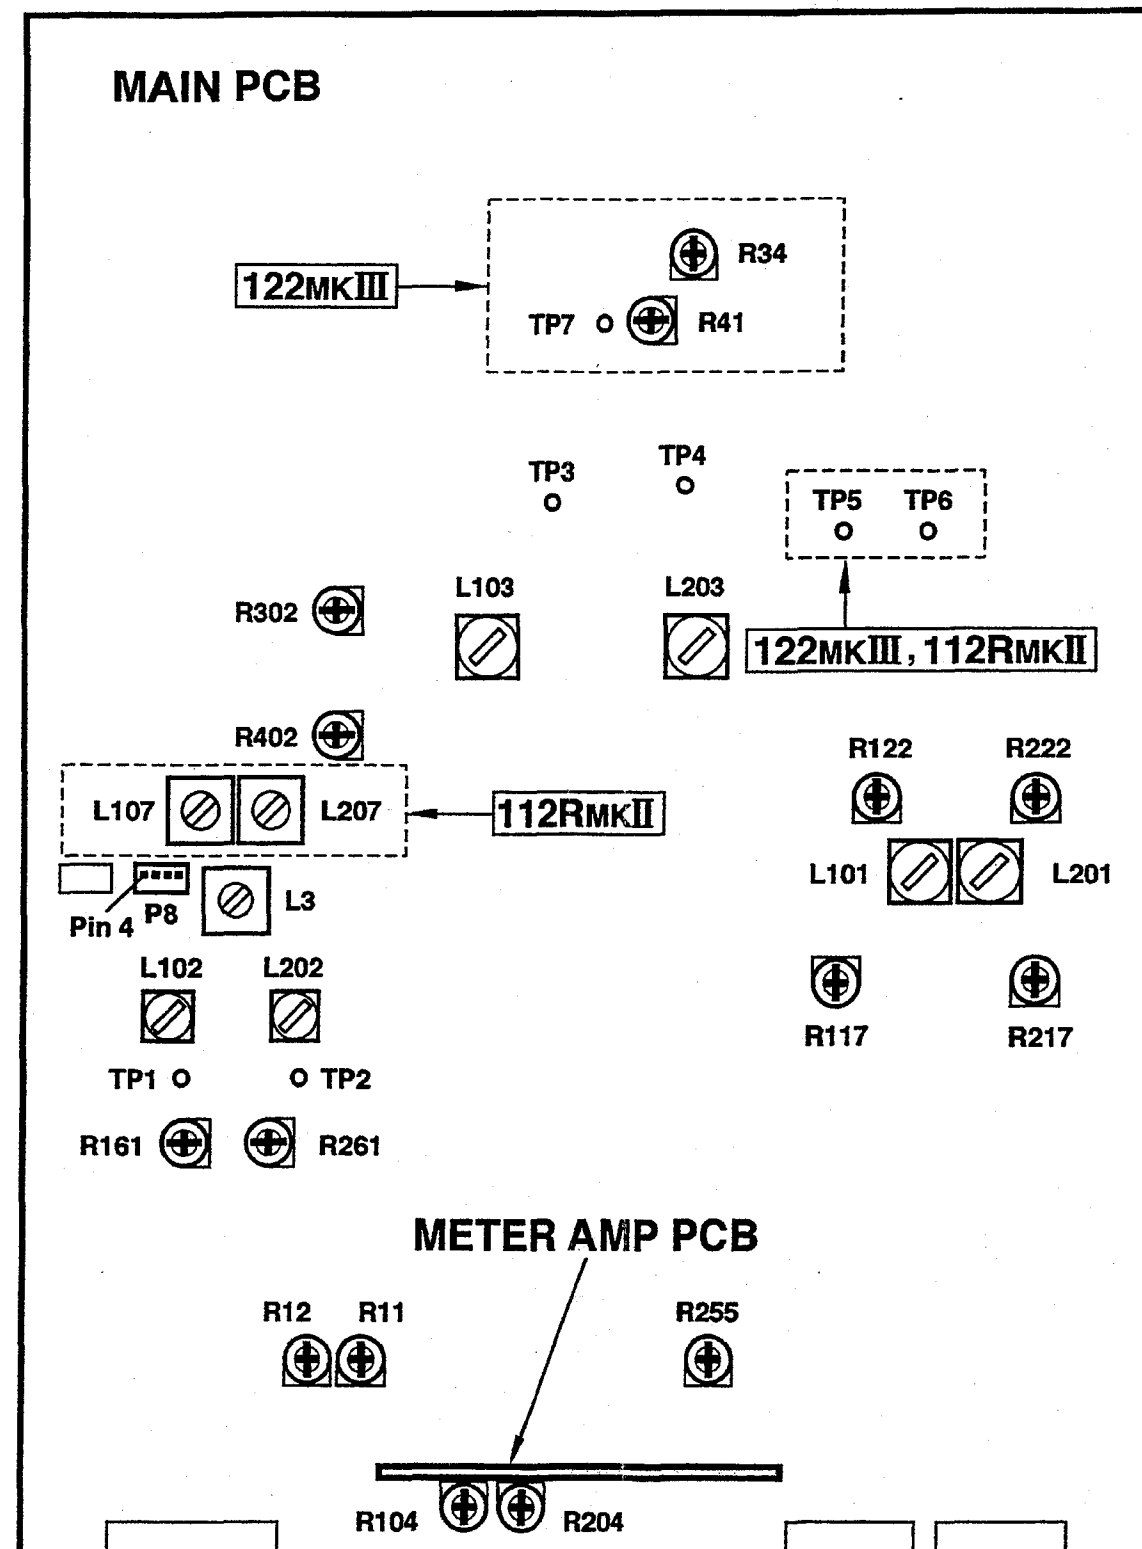 MAIN PCB
R34
122MKIII
TP7 R41
TP4
TP3
TP5 TP6
L103 L203
R302
122MKIII, 112RMKII
R402
R122 R222
L107 L207 112RMKII
L101 L201
L3
Pin 4 P8
L102 L202
R117 R217
TP1 TP2
R161 R261
METER AMP PCB
R12 R11 R255
R104 R204